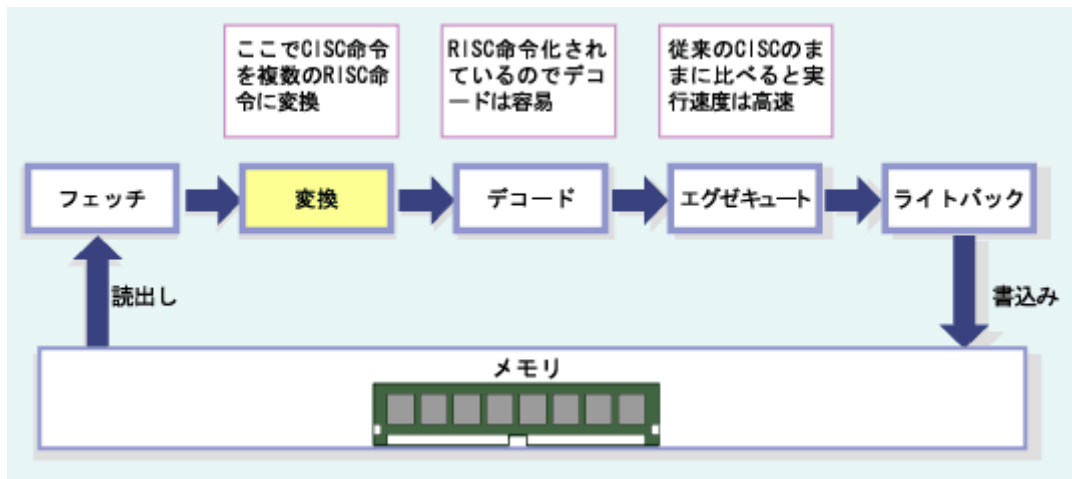 ここでCISC命令
を複数のRISC命
令に変換
RISC命令化され
ているのでデコ
ードは容易
従来のCISCのま
まに比べると実
行速度は高速
フェッチ
変換
デコード
エグゼキュート
ライトバック
読出し
書込み
メモリ